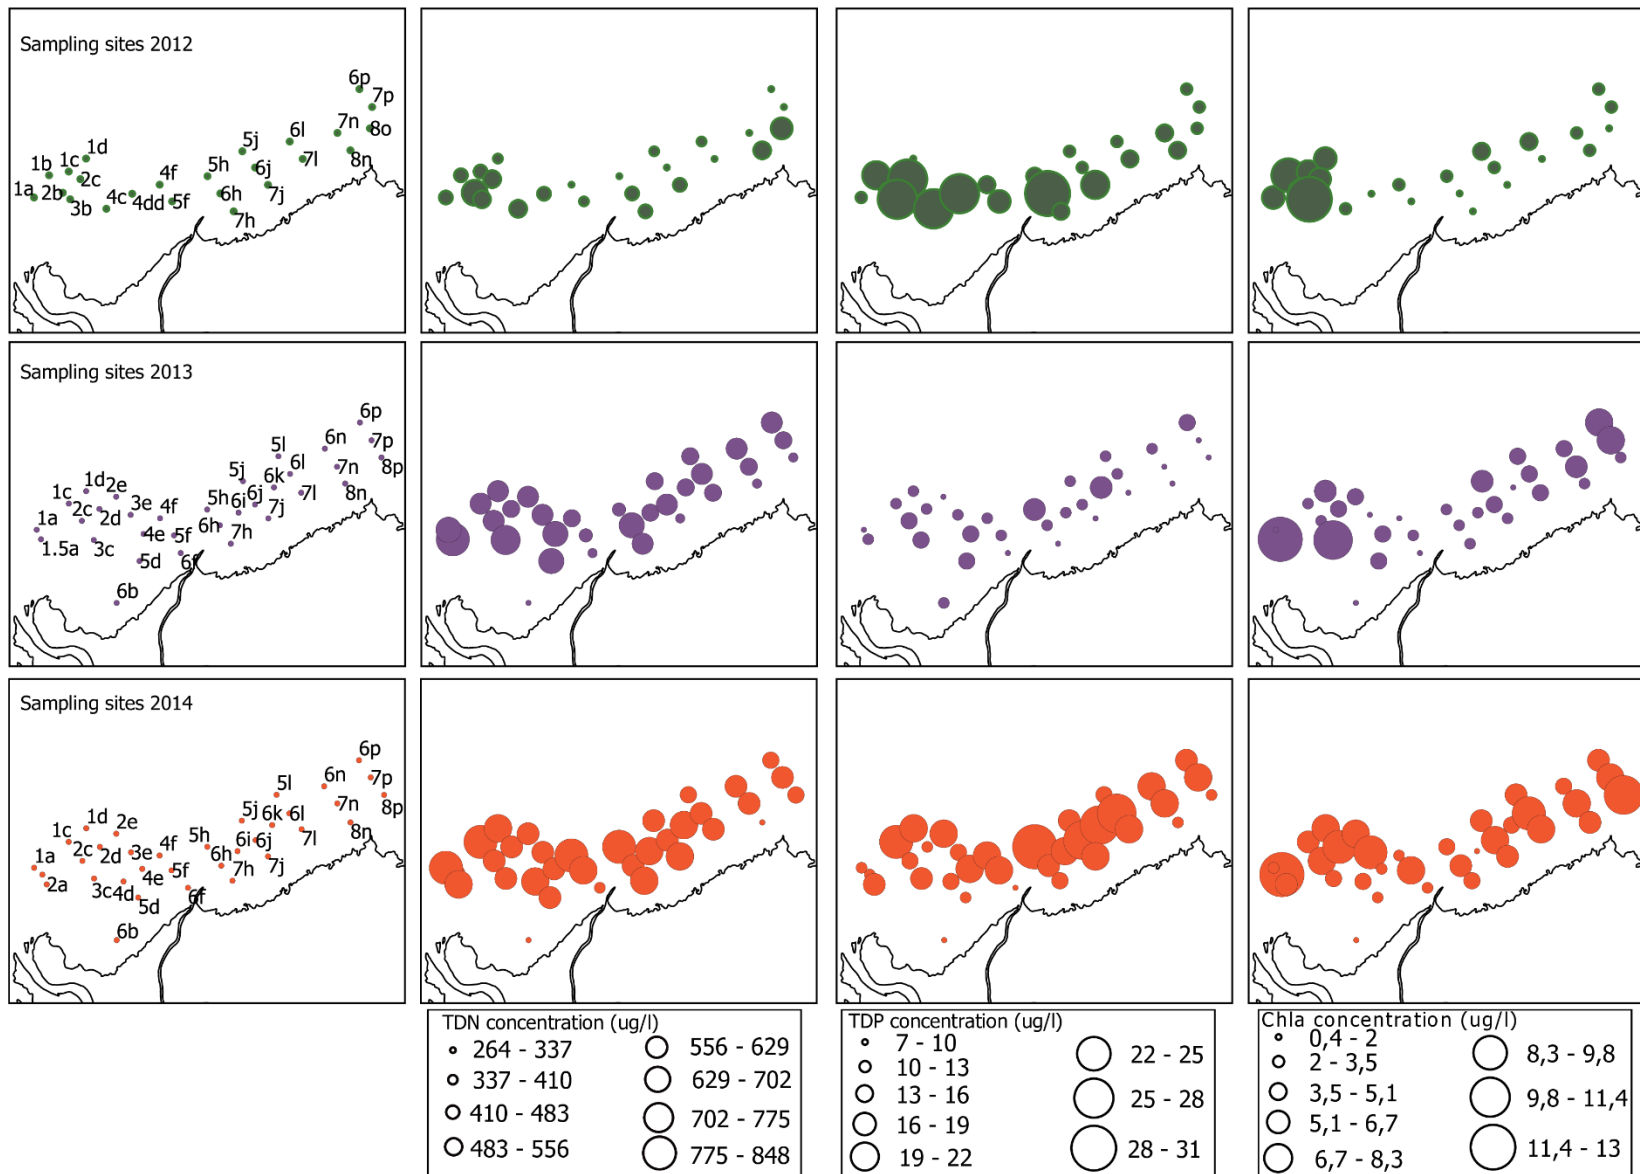 Sampling sites 2012
6p
7p
7n
8o
6l
5j
8n
1d
7l
1b
1c
4f
5h
6j
2c
1a
2b
4c
4dd
5f
6h
7j
3b
7h
Sampling sites 2013
6p
6n
7p
5l
8p
6l
7n
5j
6k
1d
2e
8n
1c
7l
3e
4f
5h
6i
6j
2c
2d
7j
1a
6h
4e
5f
7h
1.5a
3c
5d
6f
6b
Sampling sites 2014
6p
6n
7p
5l
8p
7n
5j
6k
6l
1d
2e
8n
1c
5h
7l
4f
6i
6j
2c
2d
3e
6h
1a
7j
4e
5f
7h
2a
3c
4d
5d
6f
6b
TDN concentration (ug/l)
264 - 337
337 - 410
410 - 483
483 - 556
556 - 629
629 - 702
702 - 775
775 - 848
TDP concentration (ug/l)
7 - 10
10 - 13
13 - 16
16 - 19
19 - 22
22 - 25
25 - 28
28 - 31
Chla concentration (ug/l)
0,4 - 2
2 - 3,5
3,5 - 5,1
5,1 - 6,7
6,7 - 8,3
8,3 - 9,8
9,8 - 11,4
11,4 - 13